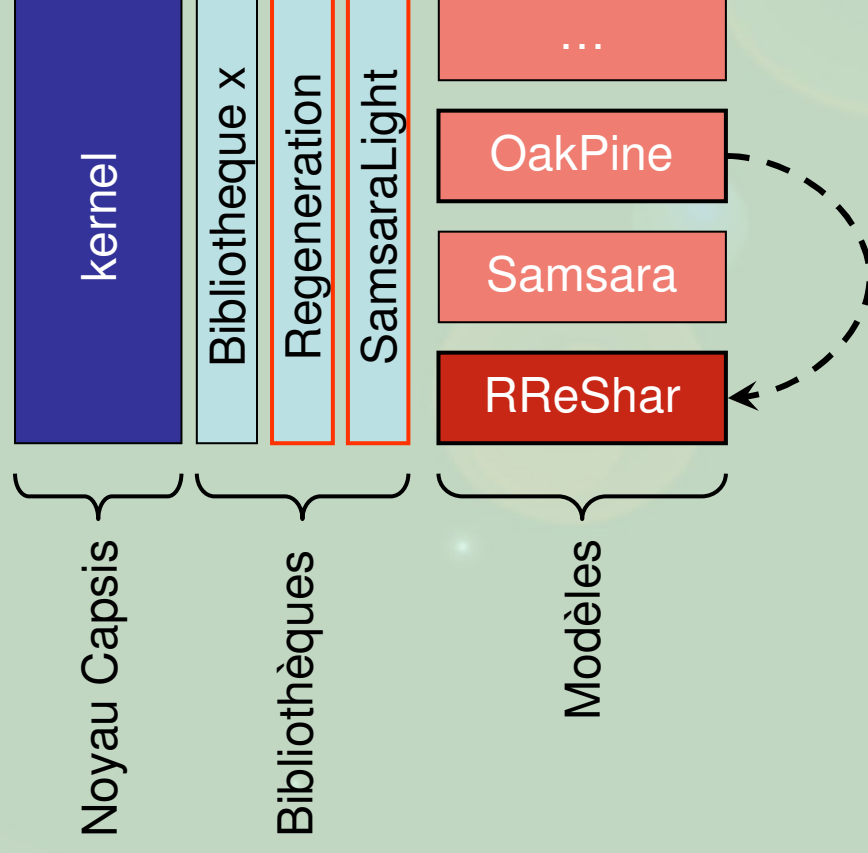 kernel
Bibliotheque x
Regeneration
SamsaraLight
...
OakPine
Samsara
RReShar
Noyau Capsis
Bibliothèques
Modèles